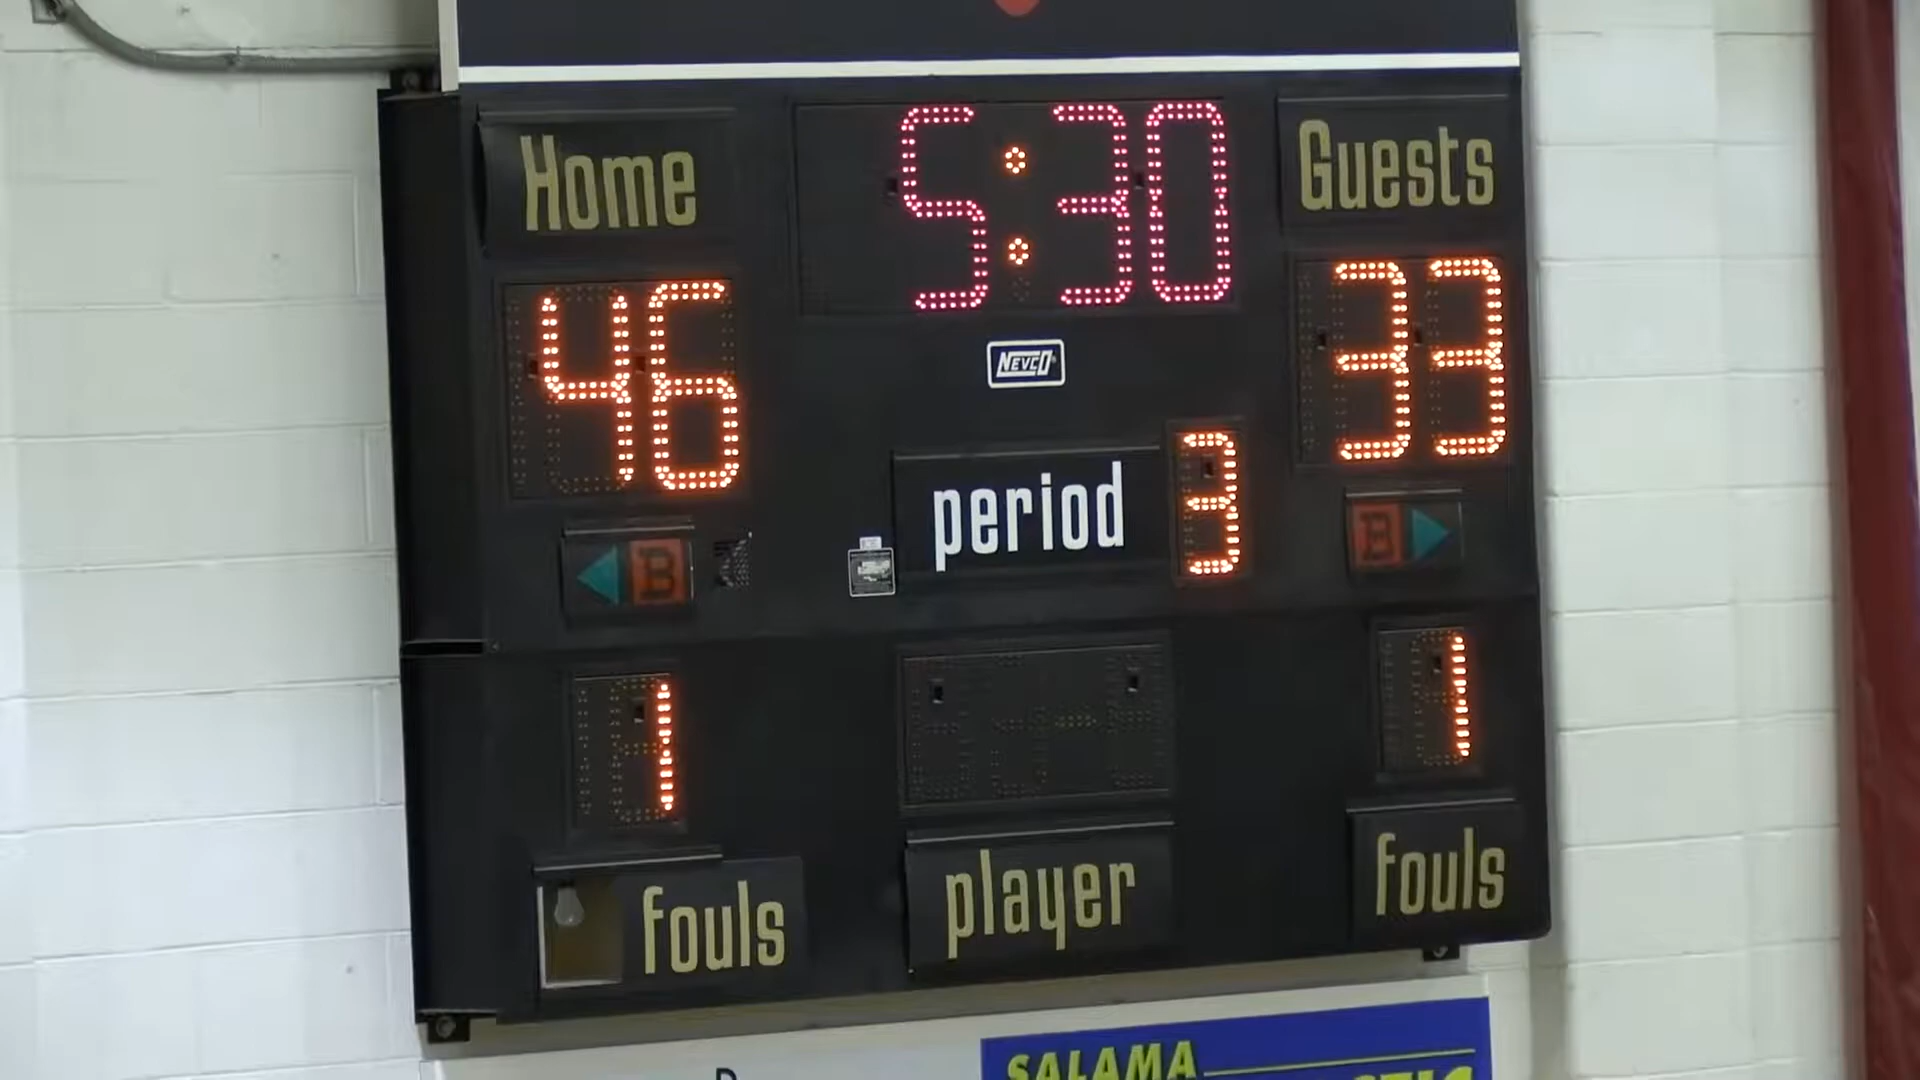 Home
5:30
Guests
46
33
NEVCO
period
3
B
B
1
1
fouls
player
fouls
SALAMA